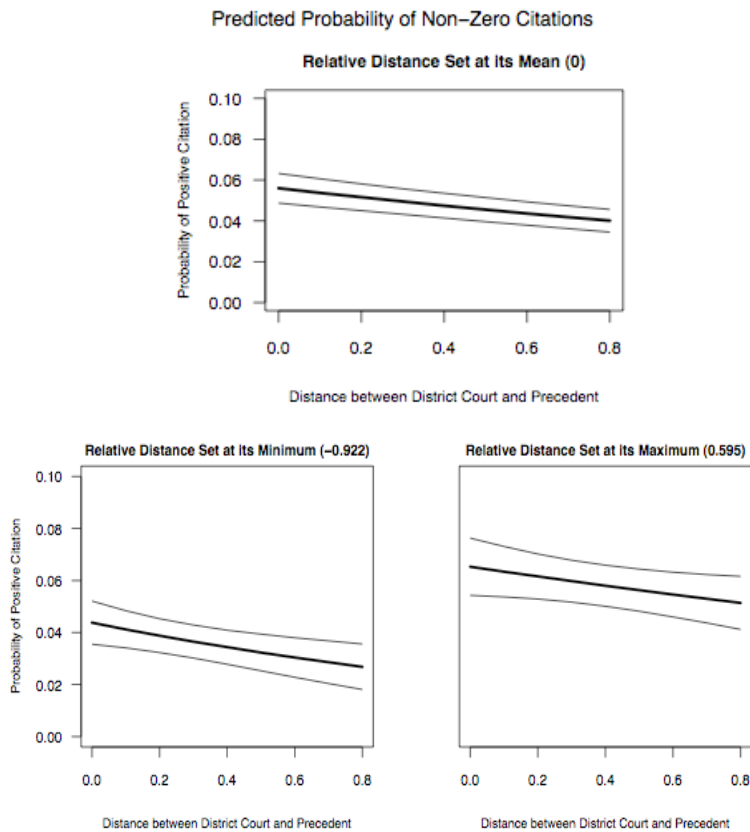 Predicted Probability of Non−Zero Citations
Relative Distance Set at its Mean (0)
Probability of Positive Citation
0.10
0.08
0.06
0.04
0.02
0.00
0.0 0.2 0.4 0.6 0.8
Distance between District Court and Precedent
Relative Distance Set at its Minimum (−0.922)
Probability of Positive Citation
0.10
0.08
0.06
0.04
0.02
0.00
0.0 0.2 0.4 0.6 0.8
Distance between District Court and Precedent
Relative Distance Set at its Maximum (0.595)
0.0 0.2 0.4 0.6 0.8
Distance between District Court and Precedent